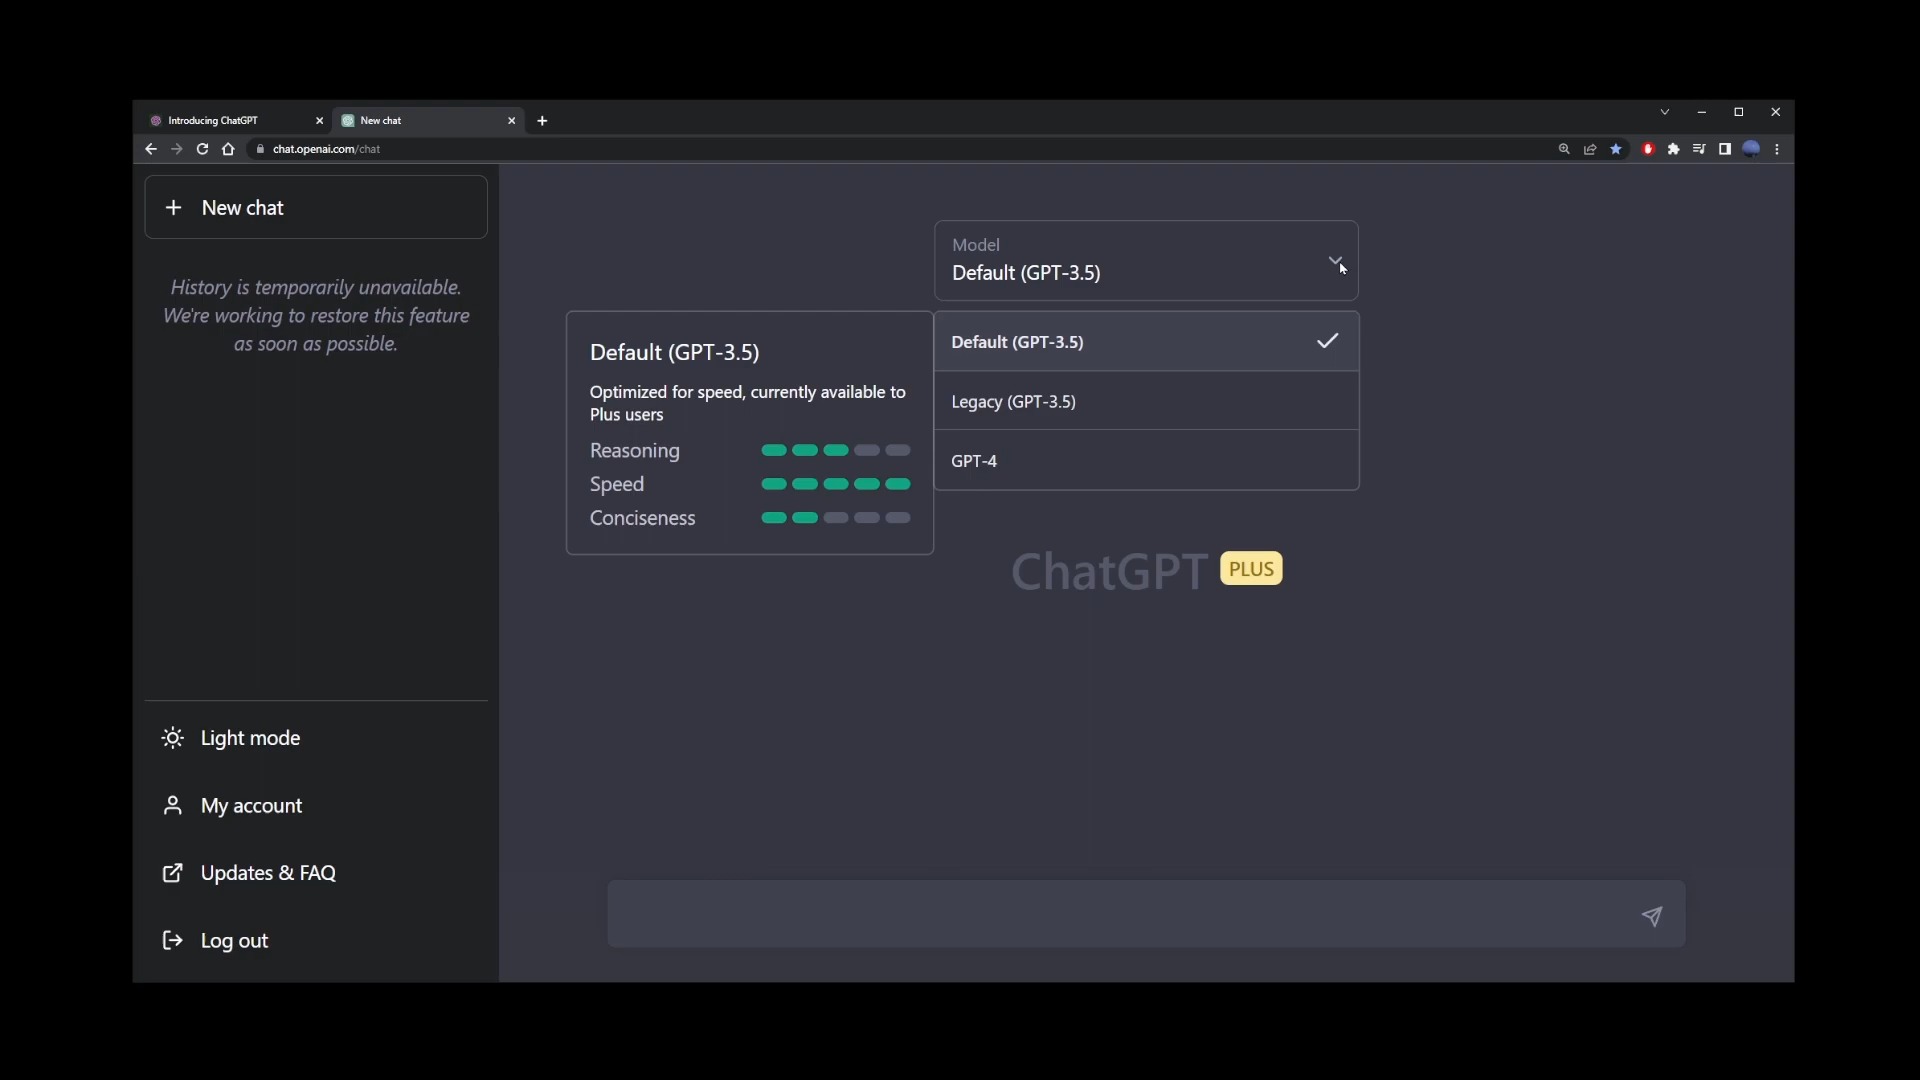 Introducing ChatGPT
New chat
chat.openai.com/chat
New chat
History is temporarily unavailable.
We're working to restore this feature
as soon as possible.
Model
Default (GPT-3.5)
Default (GPT-3.5)
Optimized for speed, currently available to
Plus users
Reasoning
Speed
Conciseness
Default (GPT-3.5)
Legacy (GPT-3.5)
GPT-4
ChatGPT PLUS
Light mode
My account
Updates & FAQ
Log out